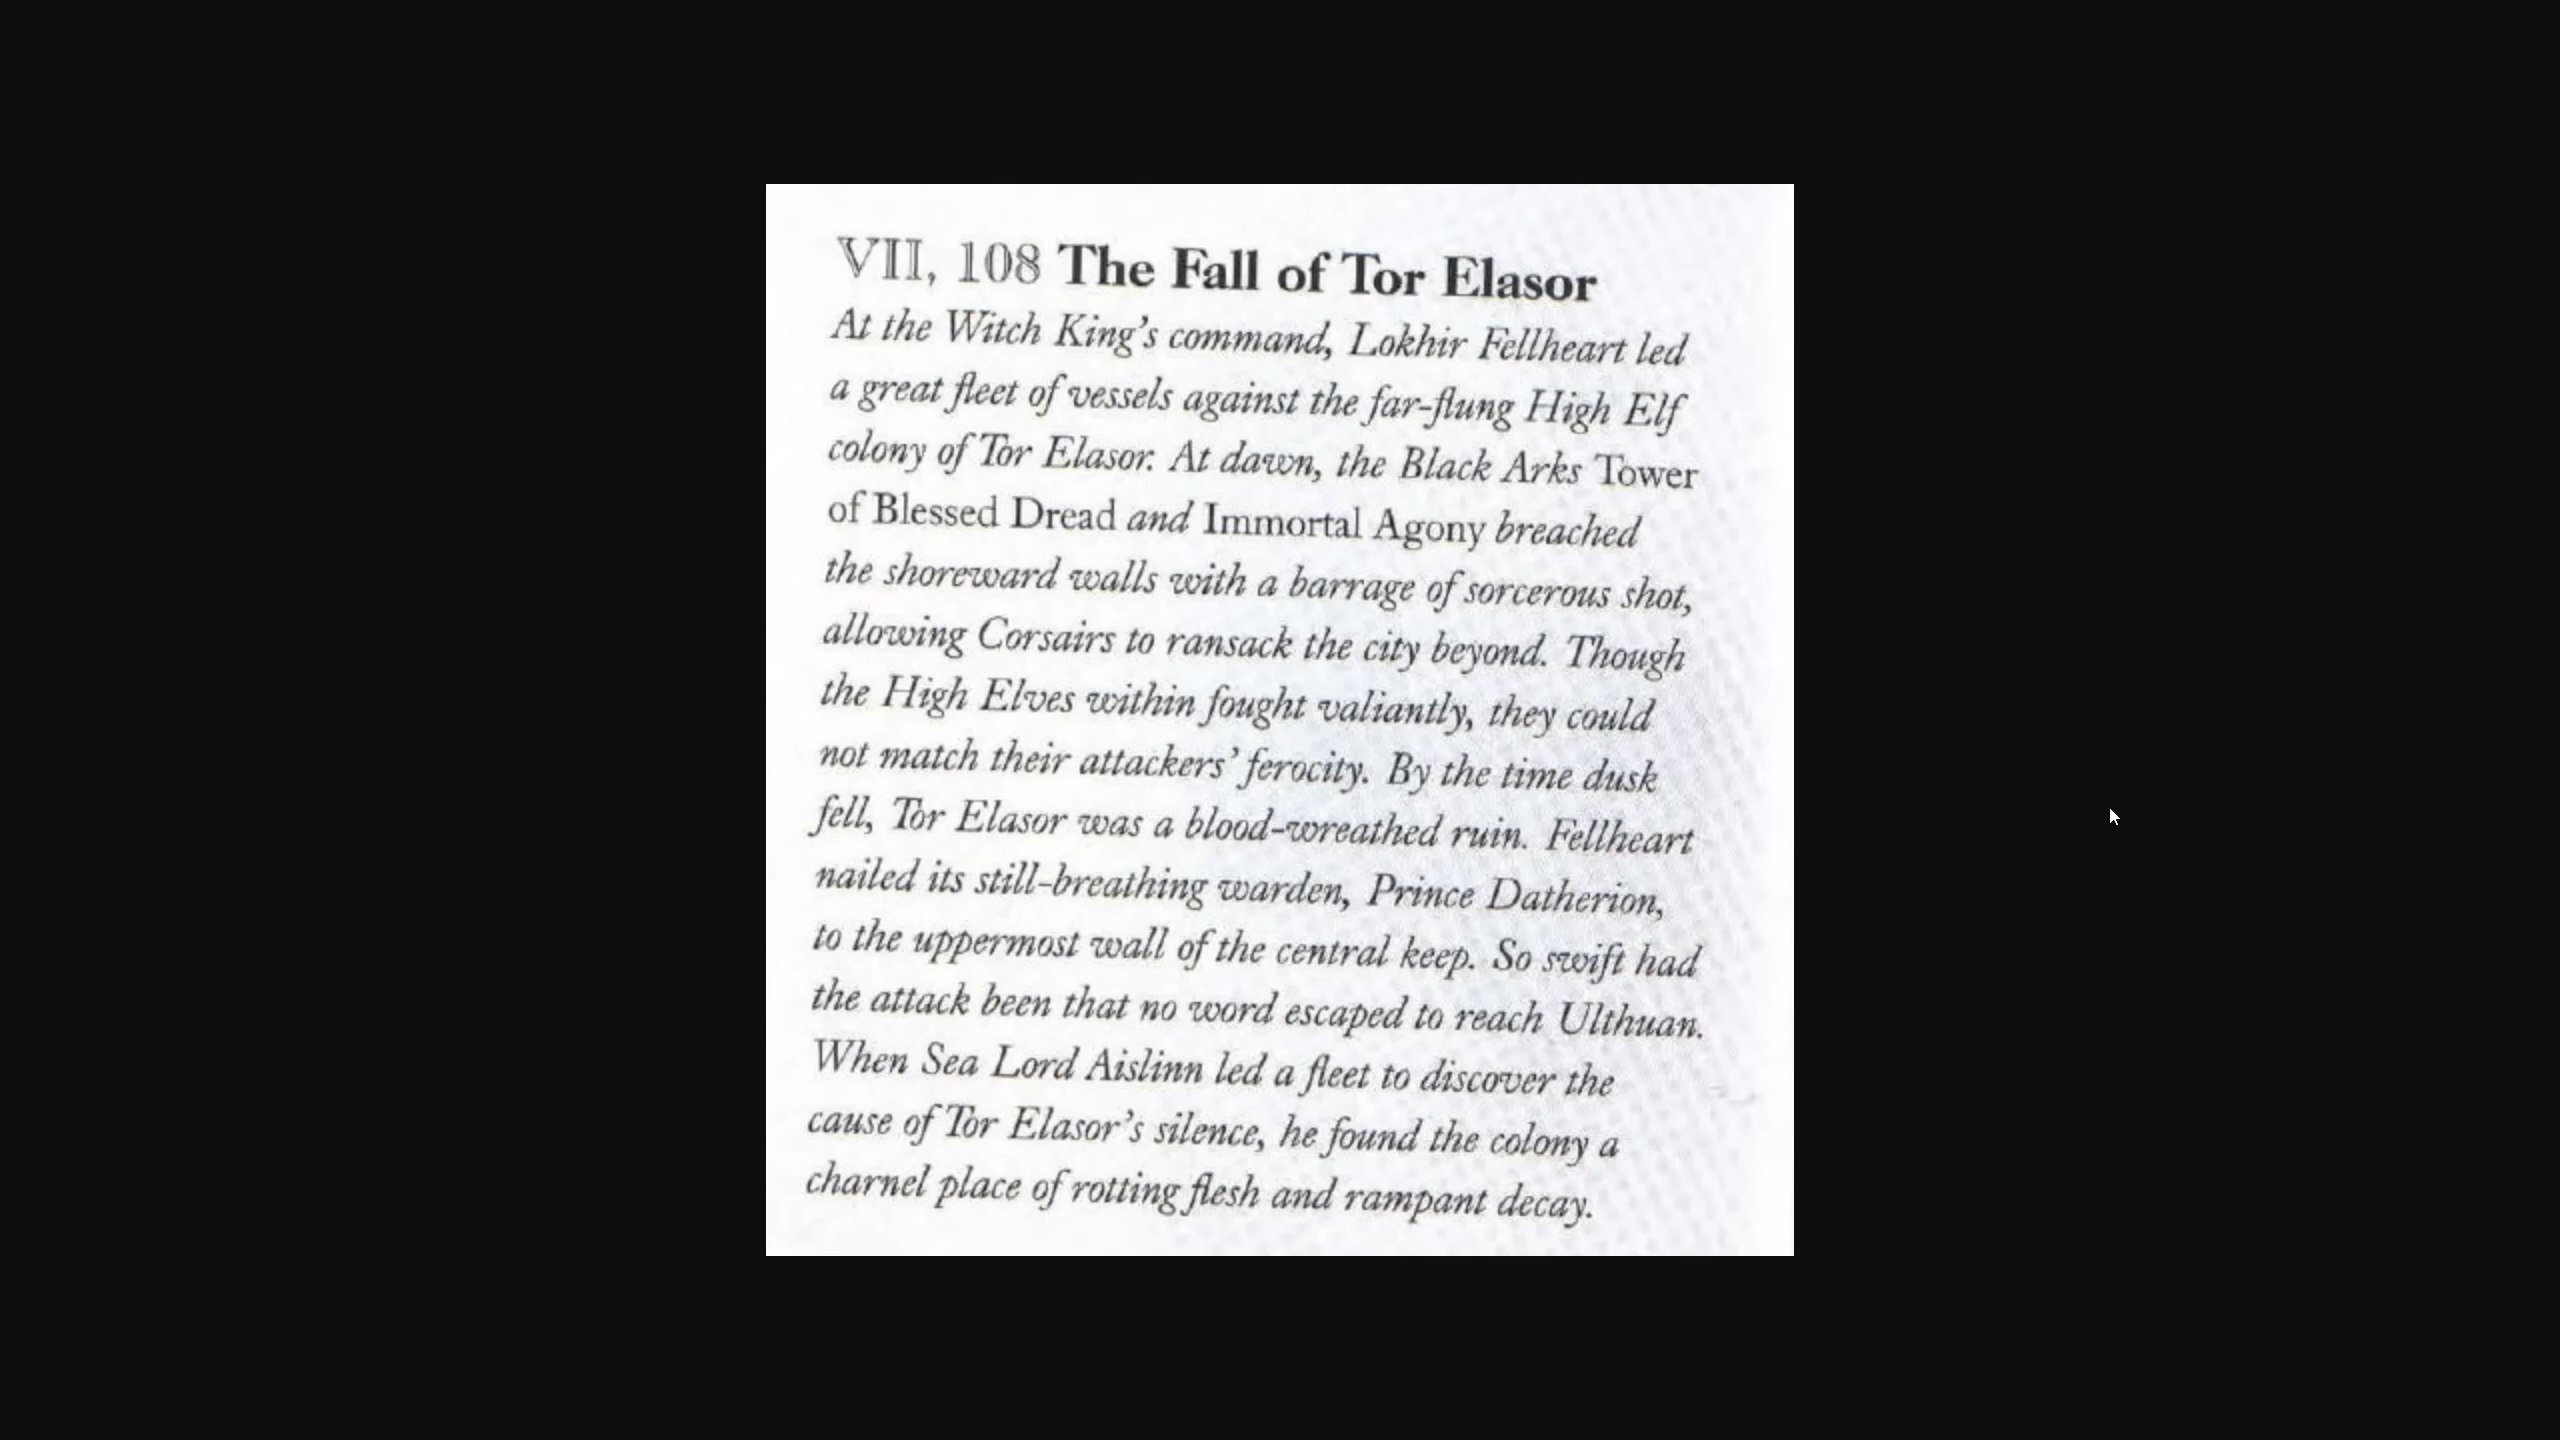 VII, 108 The Fall of Tor Elasor
At the Witch King's command, Lokhir Fellheart led
a great fleet of vessels against the far-flung High Elf
colony of Tor Elasor. At dawn, the Black Arks Tower
of Blessed Dread and Immortal Agony breached
the shoreward walls with a barrage of sorcerous shot,
allowing Corsairs to ransack the city beyond. Though
the High Elves within fought valiantly, they could
not match their attackers' ferocity. By the time dusk
fell, Tor Elasor was a blood-wreathed ruin. Fellheart
nailed its still-breathing warden, Prince Datherion,
to the uppermost wall of the central keep. So swift had
the attack been that no word escaped to reach Ulthuan.
When Sea Lord Aislinn led a fleet to discover the
cause of Tor Elasor's silence, he found the colony a
charnel place of rotting flesh and rampant decay.